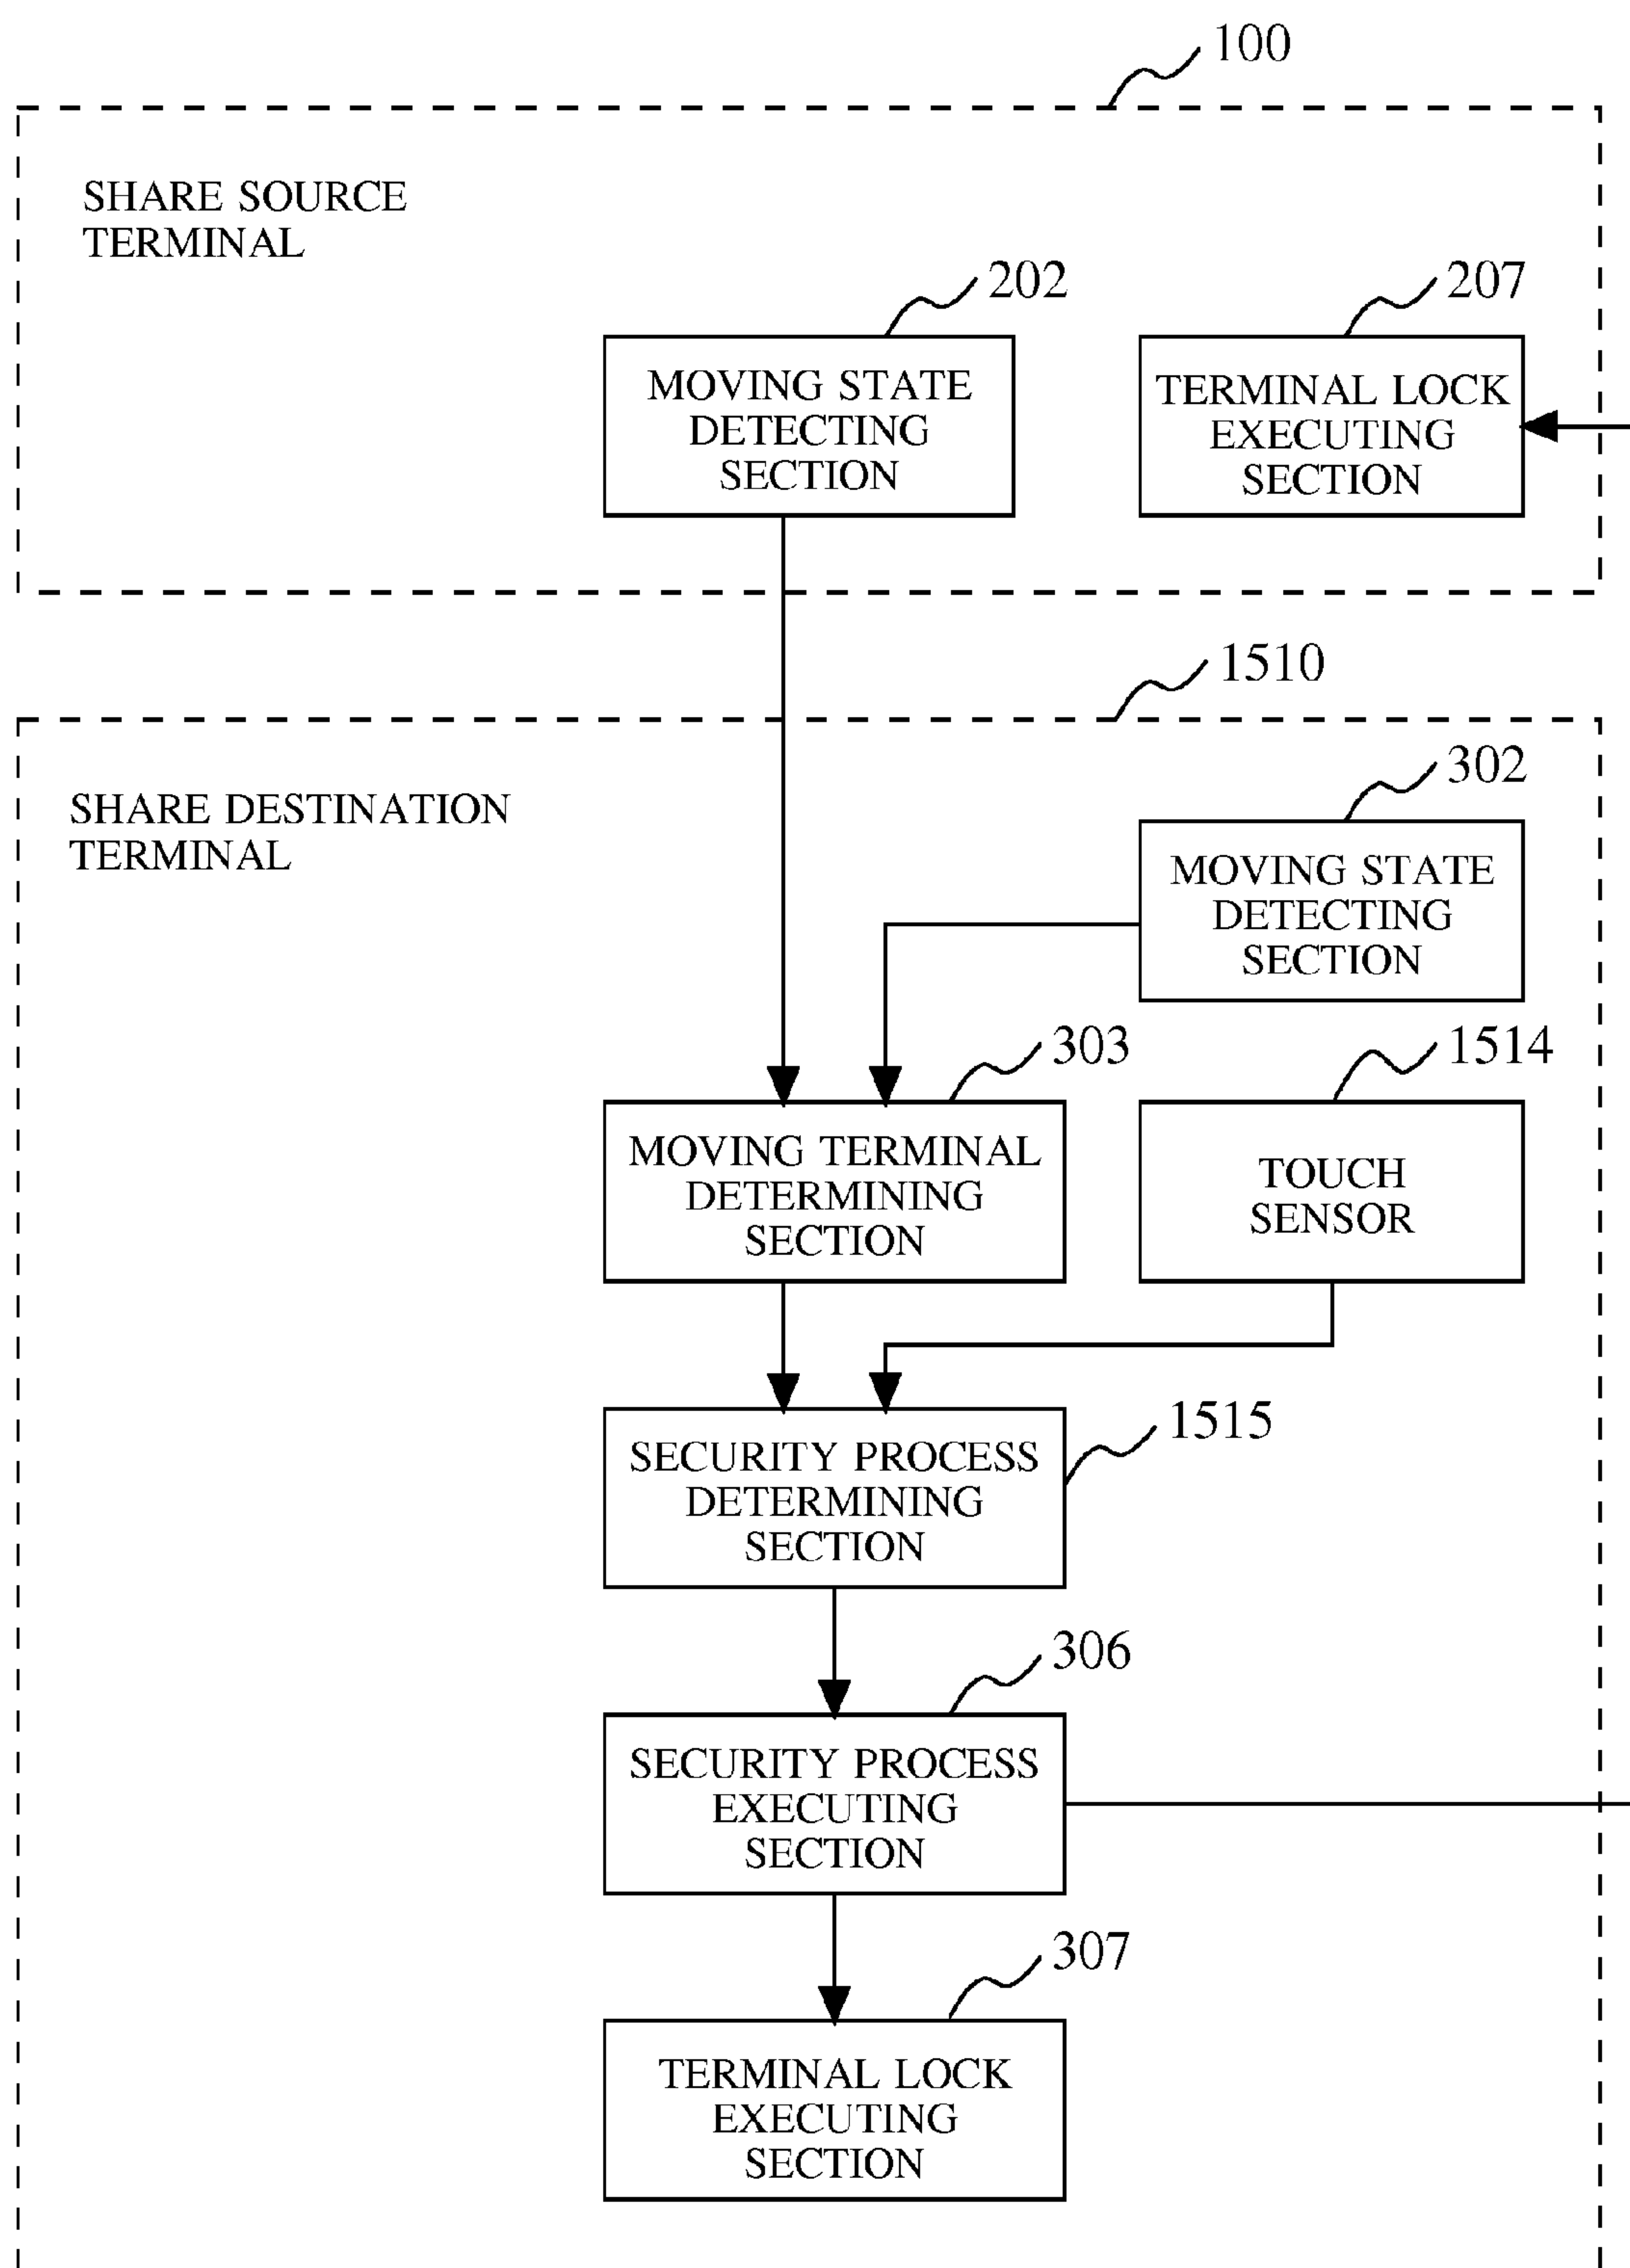 100
SHARE SOURCE
TERMINAL
202
207
MOVING STATE
DETECTING
SECTION
TERMINAL LOCK
EXECUTING
SECTION
1510
SHARE DESTINATION
TERMINAL
302
MOVING STATE
DETECTING
SECTION
303
1514
MOVING TERMINAL
DETERMINING
SECTION
TOUCH
SENSOR
1515
SECURITY PROCESS
DETERMINING
SECTION
306
SECURITY PROCESS
EXECUTING
SECTION
307
TERMINAL LOCK
EXECUTING
SECTION